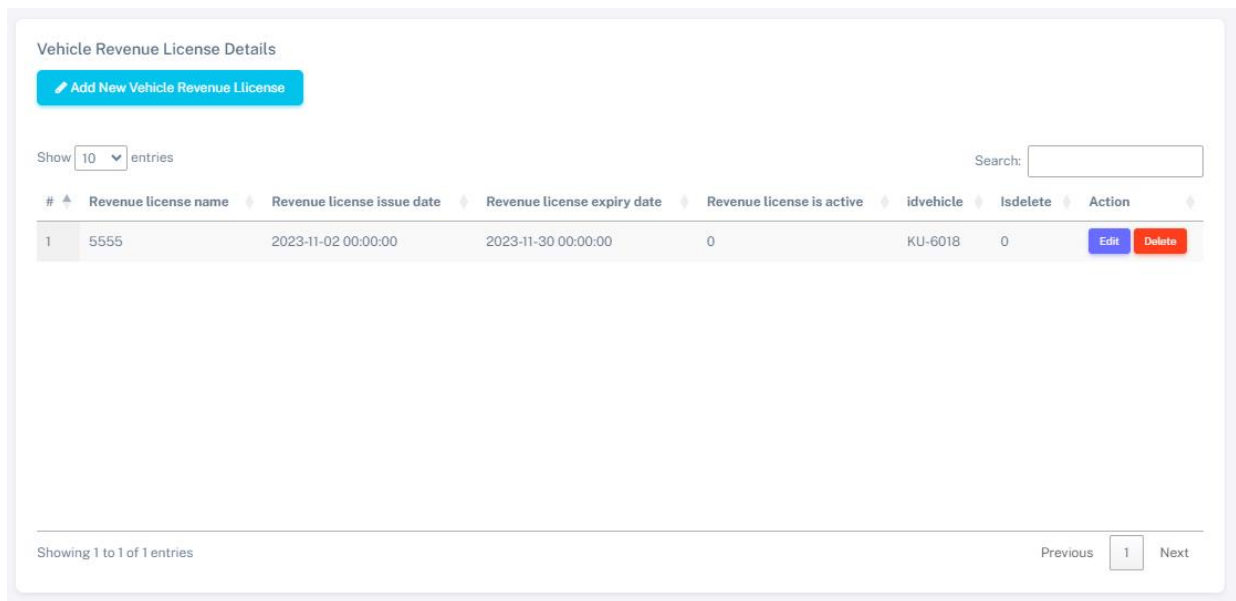 Vehicle Revenue License Details
Add New Vehicle Revenue Llicense
Show 10 entries
Search:
# Revenue license name Revenue license issue date Revenue license expiry date Revenue license is active idvehicle Isdelete Action
1 5555 2023-11-02 00:00:00 2023-11-30 00:00:00 0 KU-6018 0 Edit Delete
Showing 1 to 1 of 1 entries
Previous 1 Next